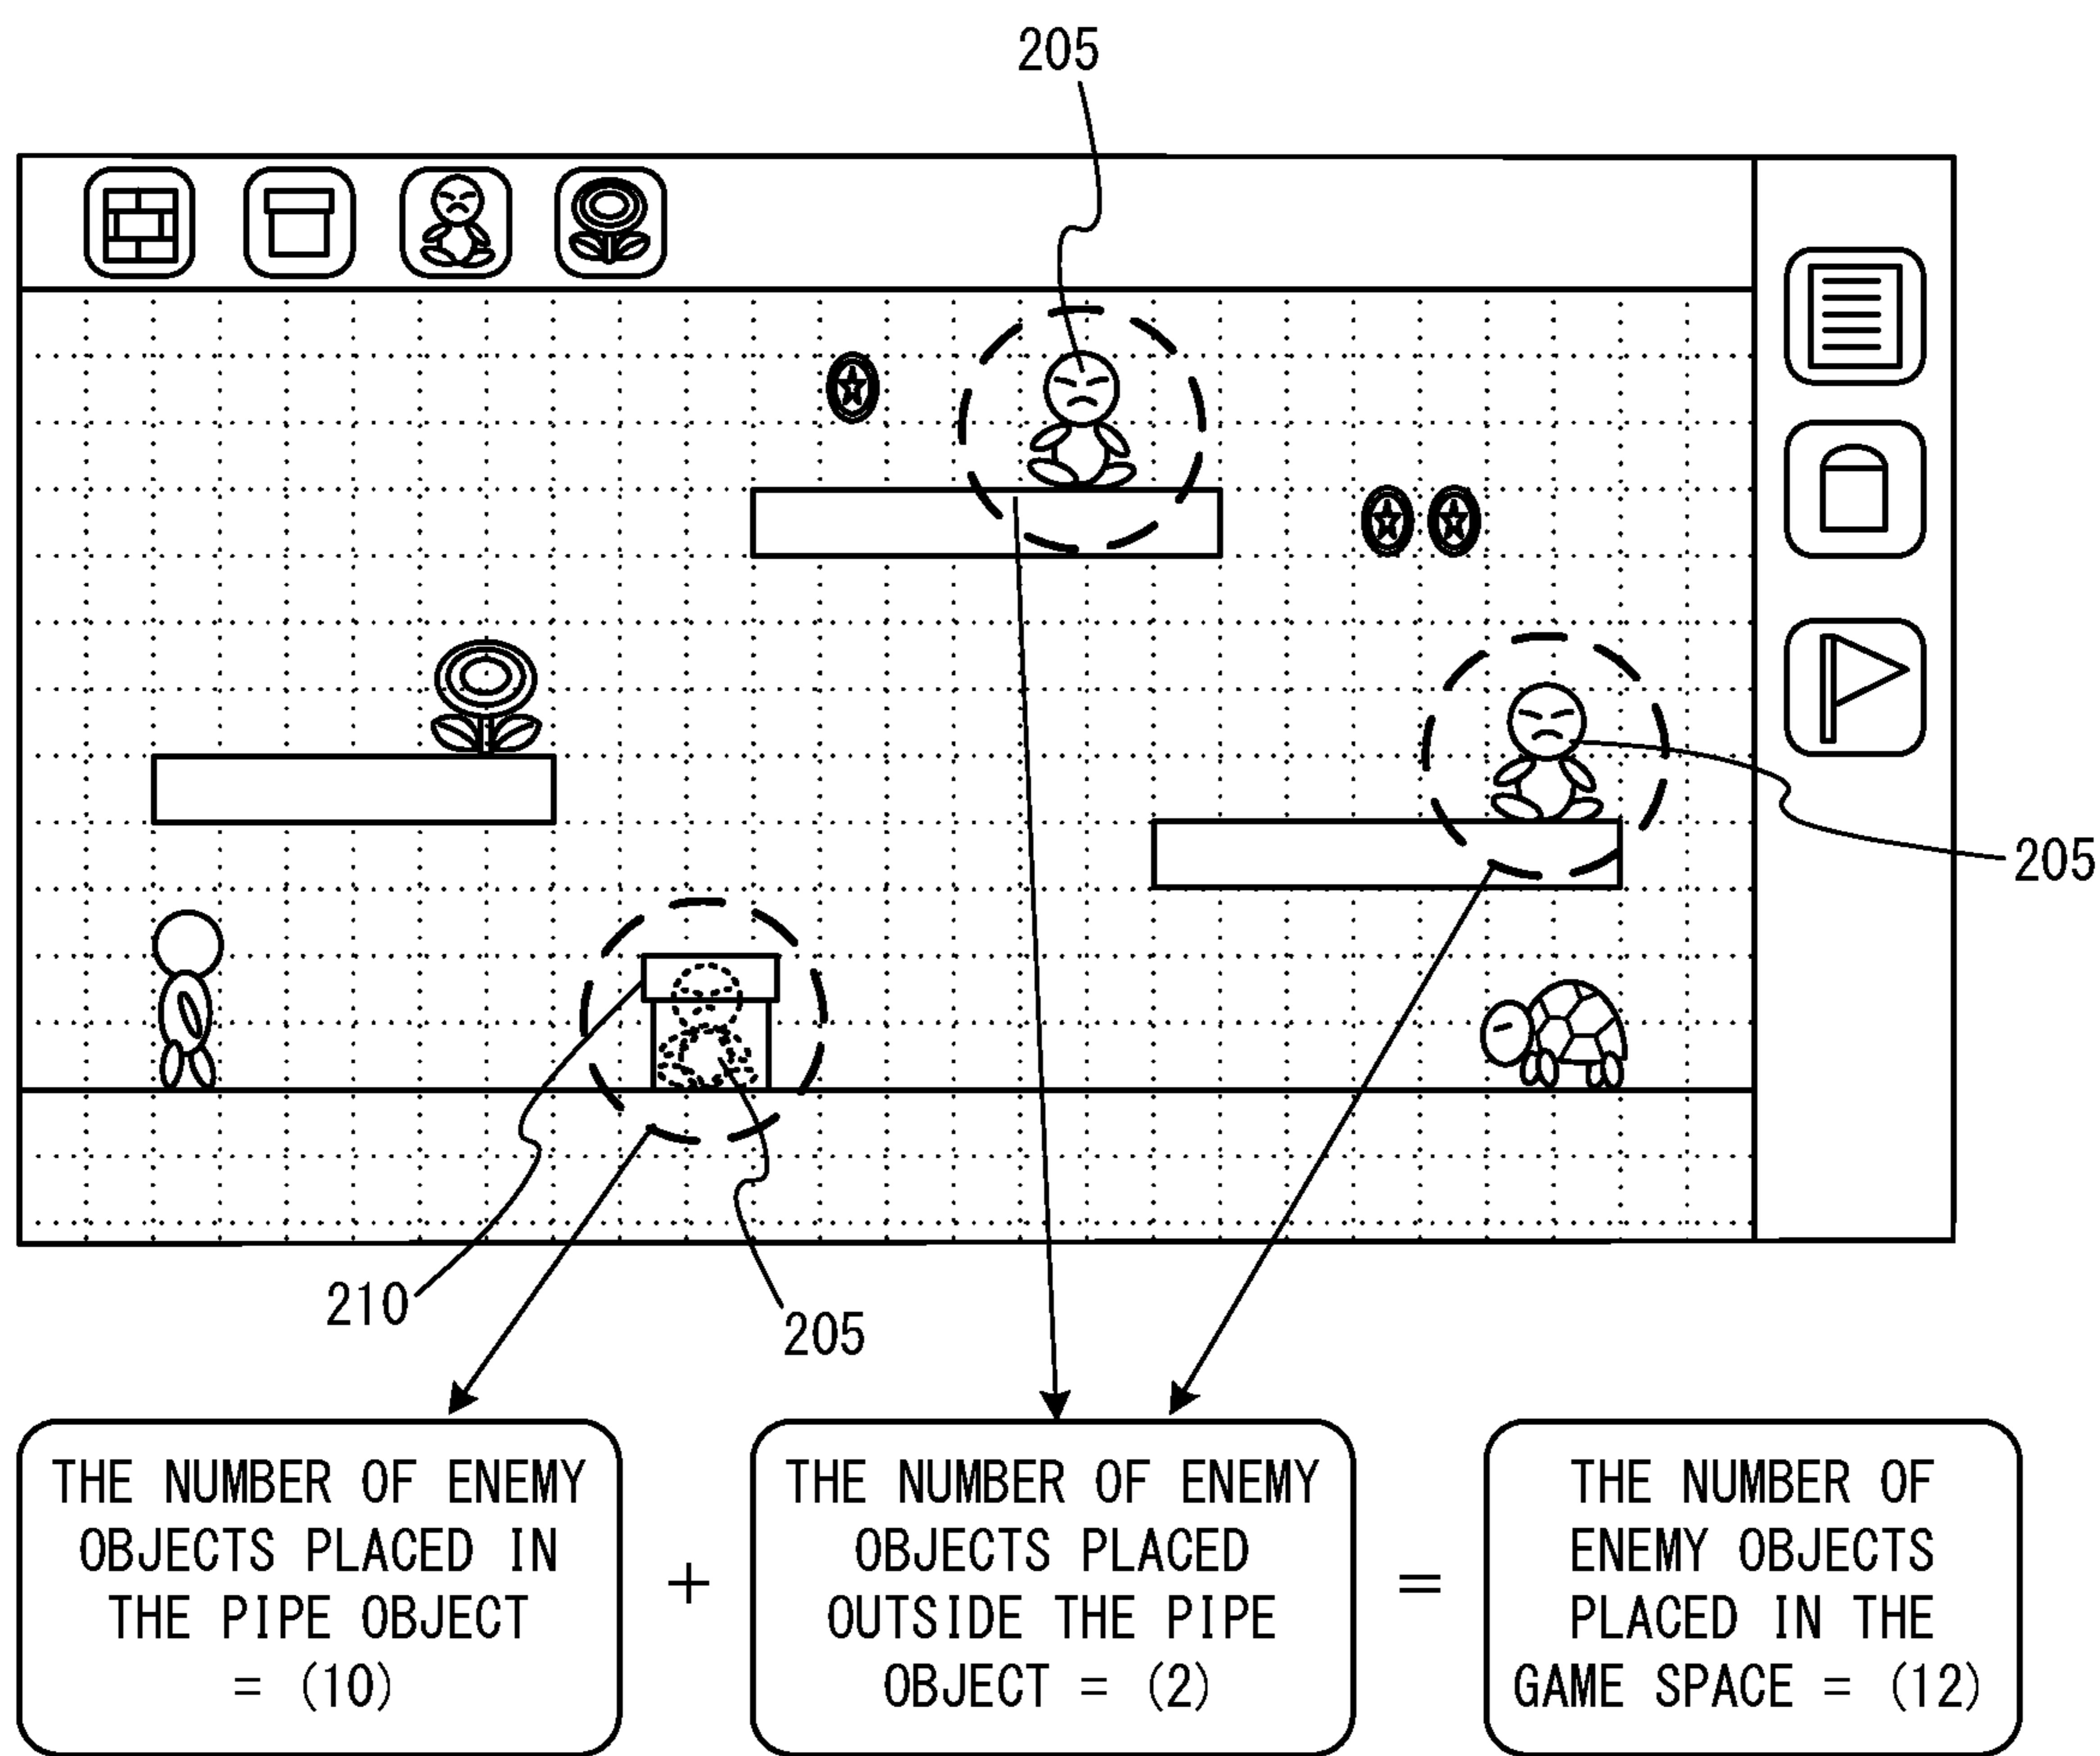 205
205
210
205
THE NUMBER OF ENEMY
OBJECTS PLACED IN
THE PIPE OBJECT
= (10)
+
THE NUMBER OF ENEMY
OBJECTS PLACED
OUTSIDE THE PIPE
OBJECT = (2)
=
THE NUMBER OF
ENEMY OBJECTS
PLACED IN THE
GAME SPACE = (12)